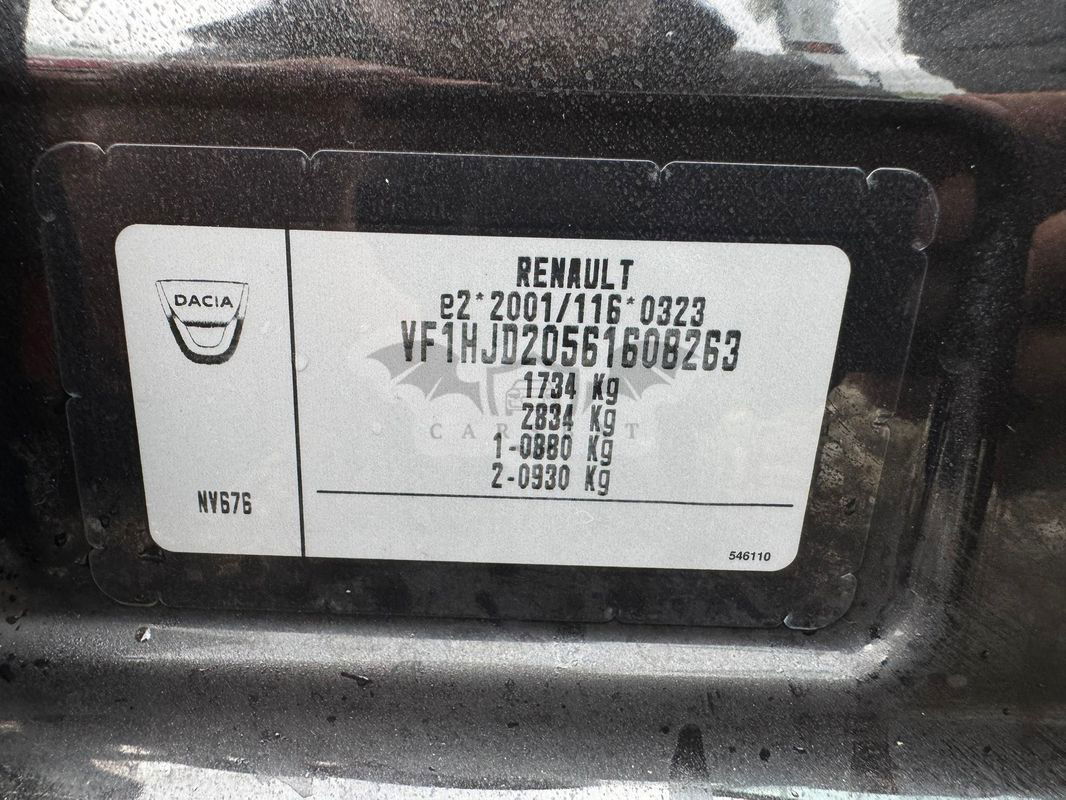 DACIA
NV676
RENAULT
e2*2001/116*0323
VF1HJD20561608263
1734 Kg
2834 Kg
1-0880 Kg
2-0930 Kg
546110